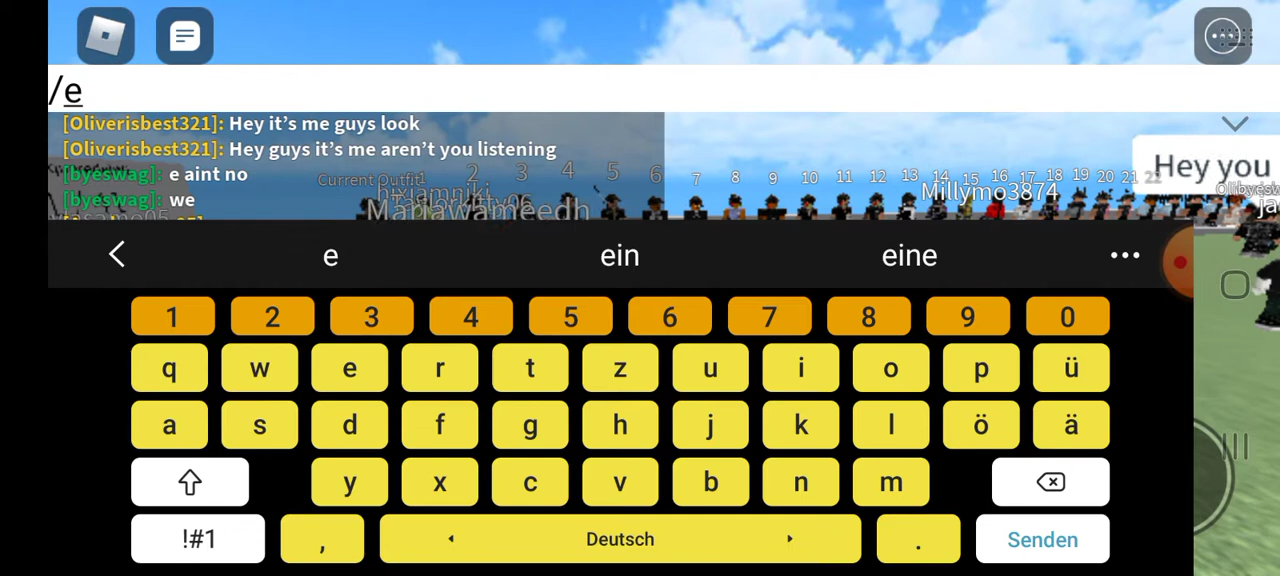 /e
[Oliverisbest321]: Hey it's me guys look
[Oliverisbest321]: Hey guys it's me aren't you listening
[byeswag]: e aint no
[byeswag]: we
Hey you
Current Outfit
1 2 3 4 5 6 7 8 9 10 11 12 13 14 15 16 17 18 19 20 21 22
Millymo3874
e ein eine
1 2 3 4 5 6 7 8 9 0
q w e r t z u i o p ü
a s d f g h j k l ö ä
y x c v b n m
!#1 , Deutsch . Senden